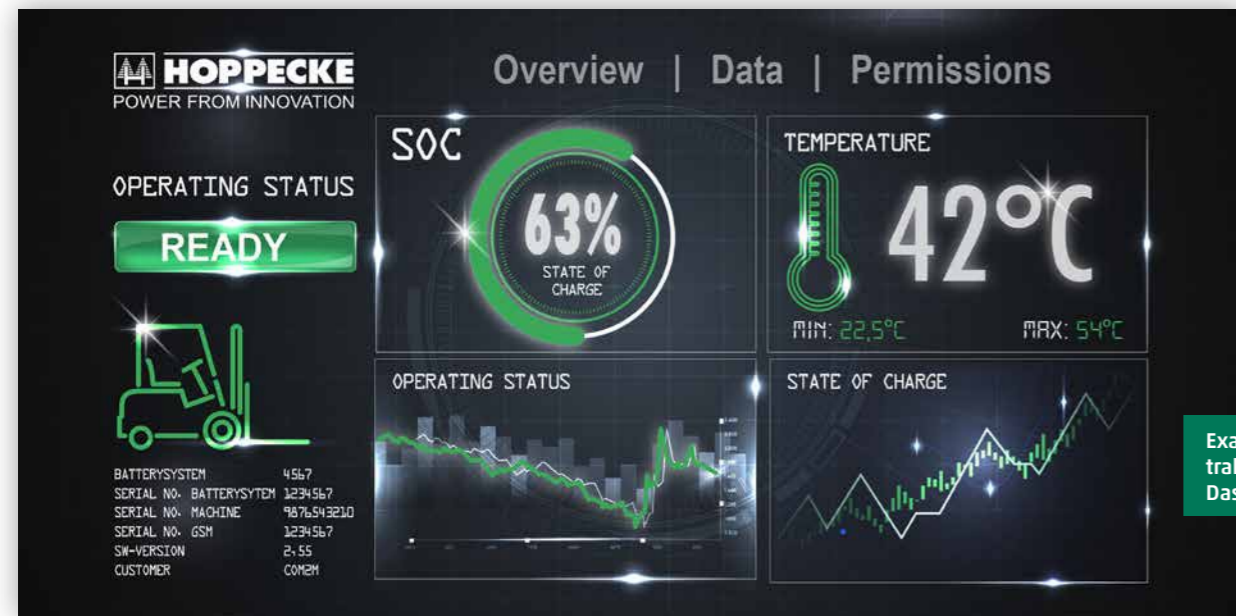 HOPPECKE
POWER FROM INNOVATION
Overview | Data | Permissions
OPERATING STATUS
READY
BATTERYSYSTEM 4567
SERIAL NO. BATTERYSYTEM 1234567
SERIAL NO. MACHINE 9876543210
SERIAL NO. GSM 1234567
SW-VERSION 2.55
CUSTOMER COM2M
SOC
63%
STATE OF
CHARGE
TEMPERATURE
42°C
MIN: 22,5°C MAX: 54°C
OPERATING STATUS
STATE OF CHARGE
Exa
tral
Das